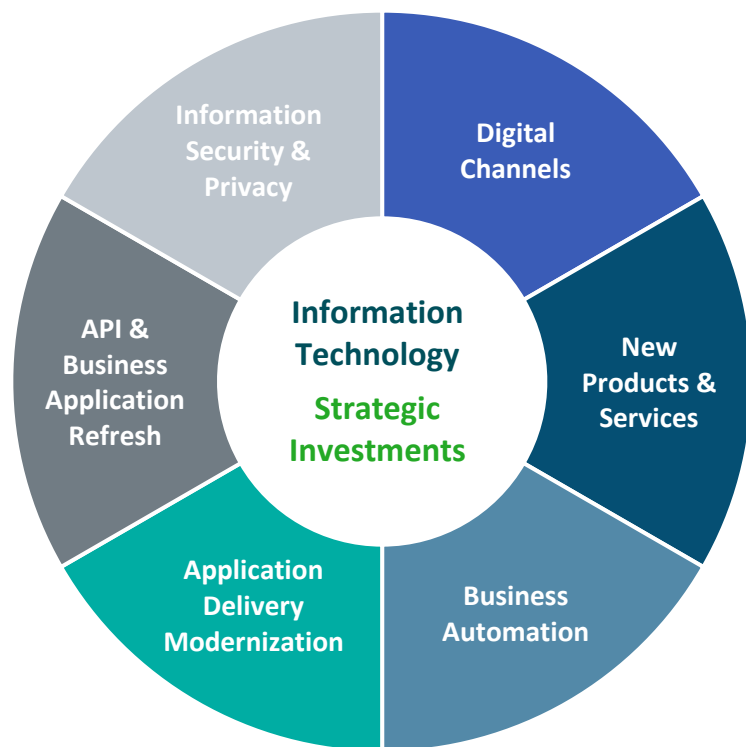 Information
Security &
Privacy
Digital
Channels
New
Products &
Services
Business
Automation
Application
Delivery
Modernization
API &
Business
Application
Refresh
Information
Technology
Strategic
Investments